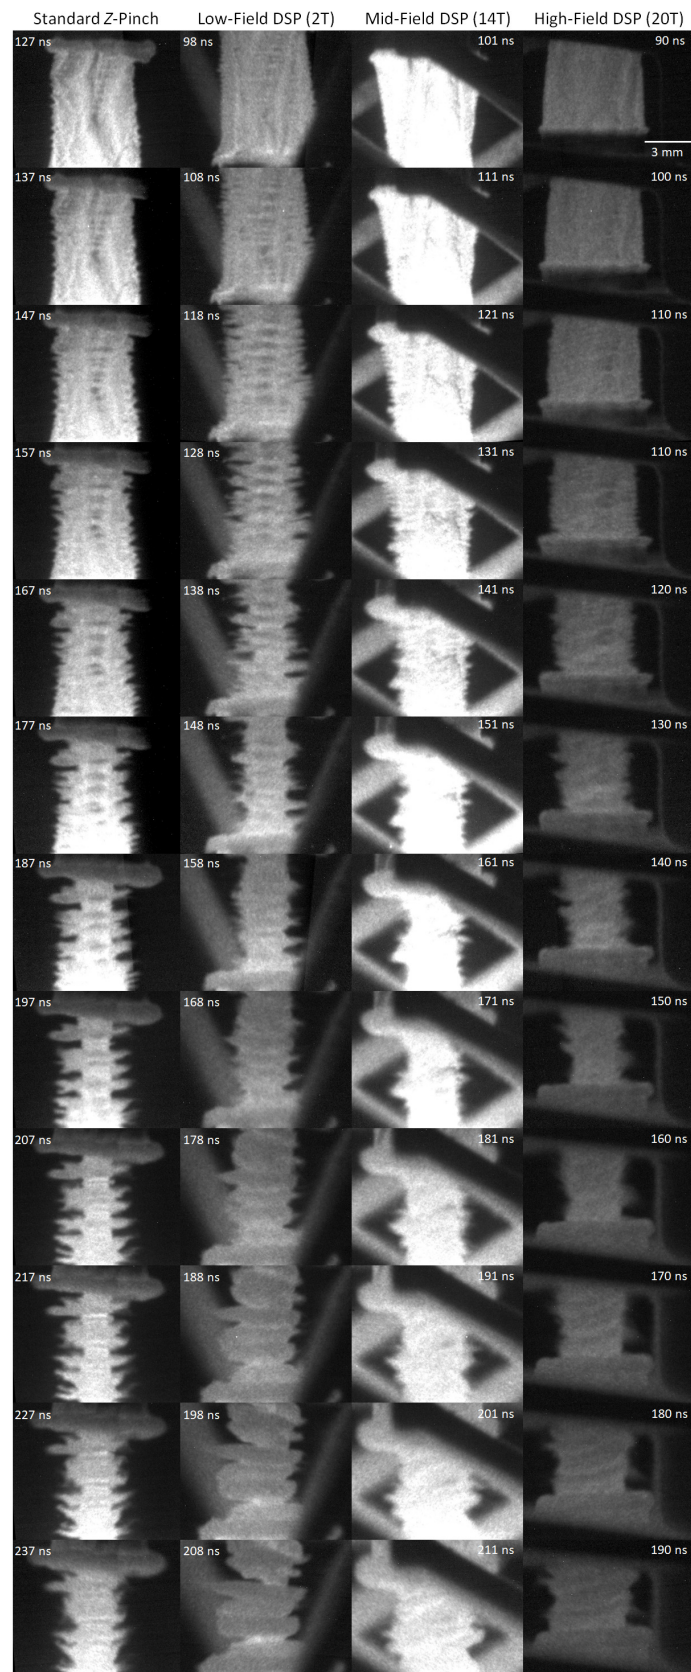 Standard Z-Pinch Low-Field DSP (2T) Mid-Field DSP (14T) High-Field DSP (20T)
127 ns 98 ns 101 ns 90 ns
3 mm
137 ns 108 ns 111 ns 100 ns
147 ns 118 ns 121 ns 110 ns
157 ns 128 ns 131 ns 110 ns
167 ns 138 ns 141 ns 120 ns
177 ns 148 ns 151 ns 130 ns
187 ns 158 ns 161 ns 140 ns
197 ns 168 ns 171 ns 150 ns
207 ns 178 ns 181 ns 160 ns
217 ns 188 ns 191 ns 170 ns
227 ns 198 ns 201 ns 180 ns
237 ns 208 ns 211 ns 190 ns